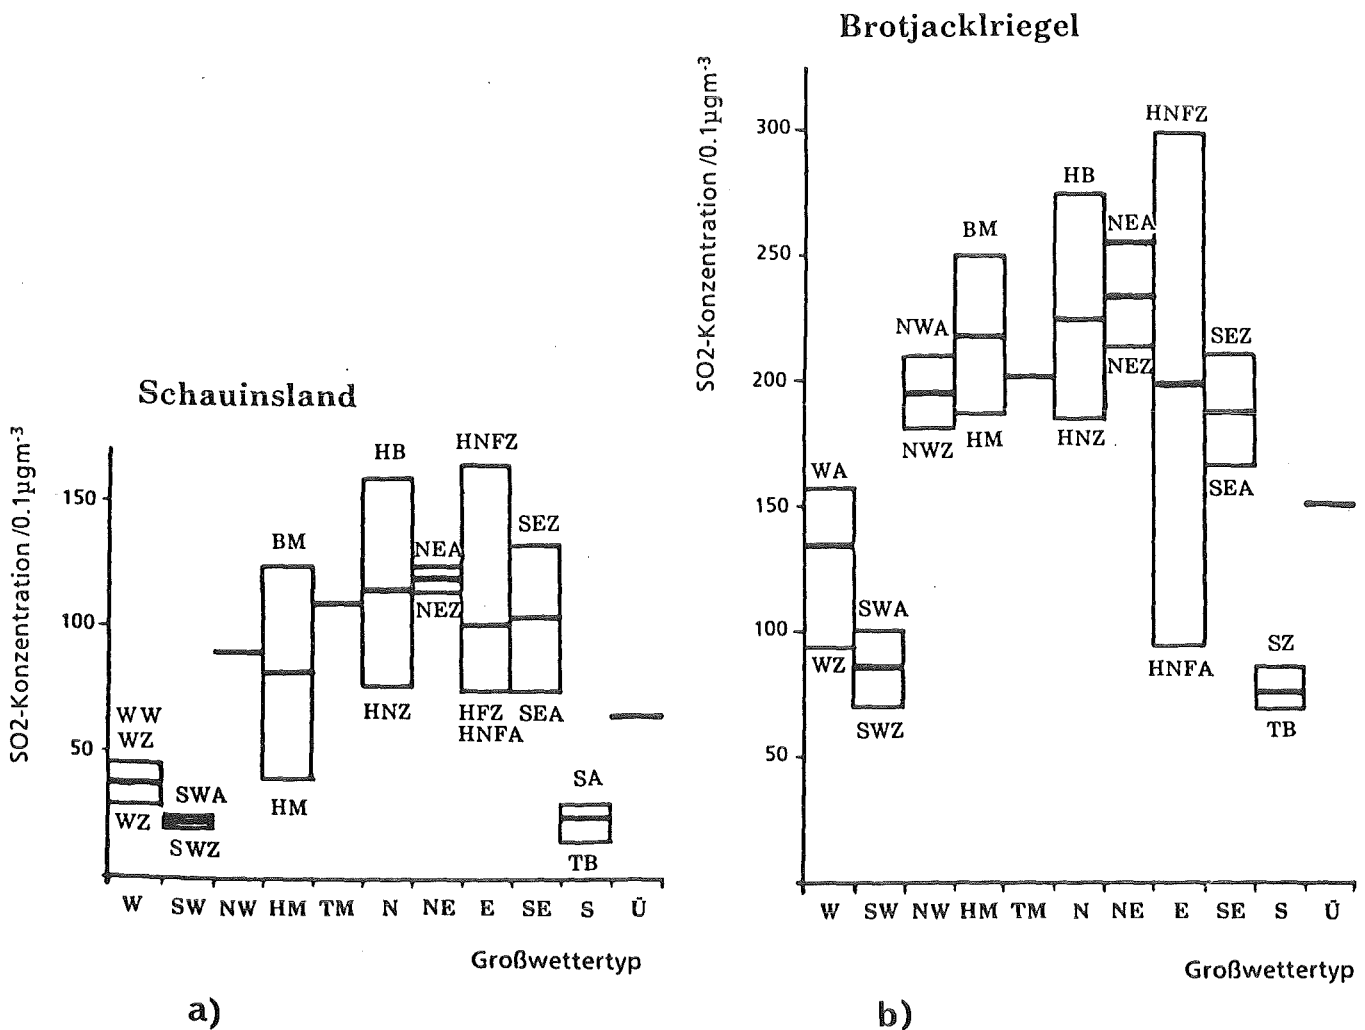 Schauinsland
SO2-Konzentration /0.1µgm-3
150
100
50
WW
WZ
WZ
SWA
SWZ
BM
HM
HB
HNZ
NEA
NEZ
HNFZ
HFZ
HNFA
SEZ
SEA
SA
TB
W SW NW HM TM N NE E SE S Ü
Großwettertyp
a)
Brotjacklriegel
SO2-Konzentration /0.1µgm-3
300
250
200
150
100
50
WA
WZ
SWA
SWZ
NWA
NWZ
BM
HM
HB
HNZ
NEA
NEZ
HNFZ
HNFA
SEZ
SEA
SZ
TB
W SW NW HM TM N NE E SE S Ü
Großwettertyp
b)